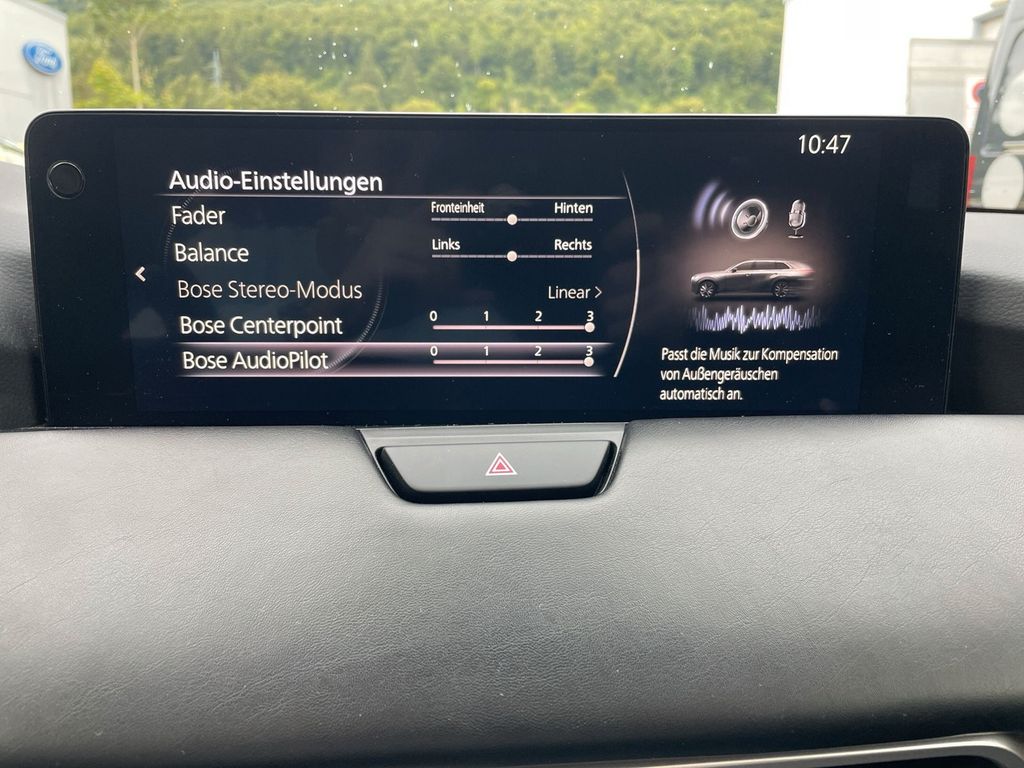 Ford
10:47
Audio-Einstellungen
Fader Fronteinheit Hinten
Balance Links Rechts
Bose Stereo-Modus Linear >
Bose Centerpoint 0 1 2 3
Bose AudioPilot 0 1 2 3
Passt die Musik zur Kompensation
von Außengeräuschen
automatisch an.